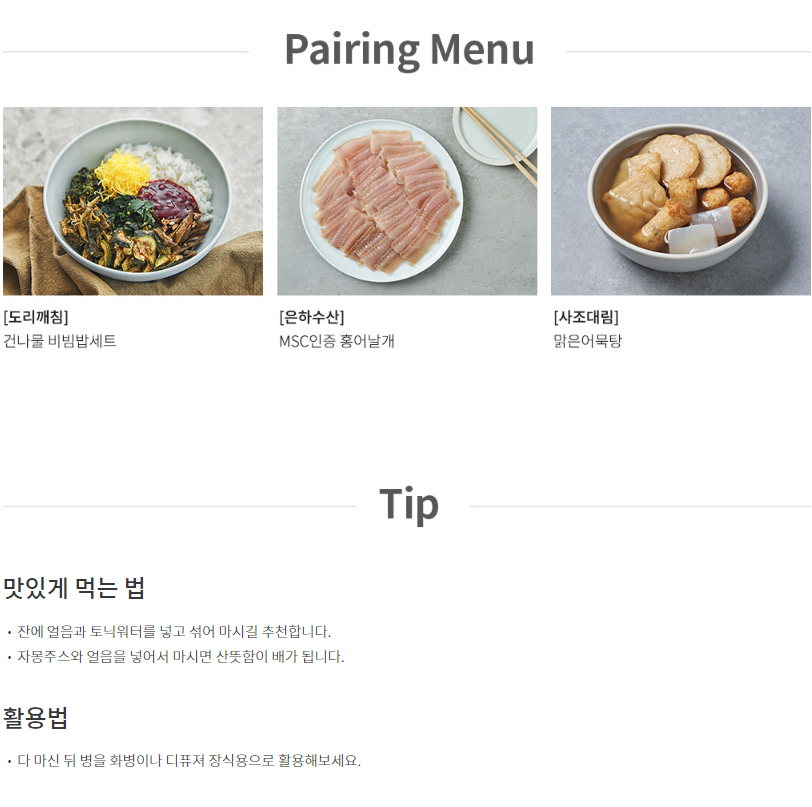 Pairing Menu
[도리깨침]
건나물 비빔밥세트
[은하수산]
MSC인증 홍어날개
[사조대림]
맑은어묵탕
Tip
맛있게 먹는 법
• 잔에 얼음과 토닉워터를 넣고 섞어 마시길 추천합니다.
• 자몽주스와 얼음을 넣어서 마시면 산뜻함이 배가 됩니다.
활용법
• 다 마신 뒤 병을 화병이나 디퓨져 장식용으로 활용해보세요.